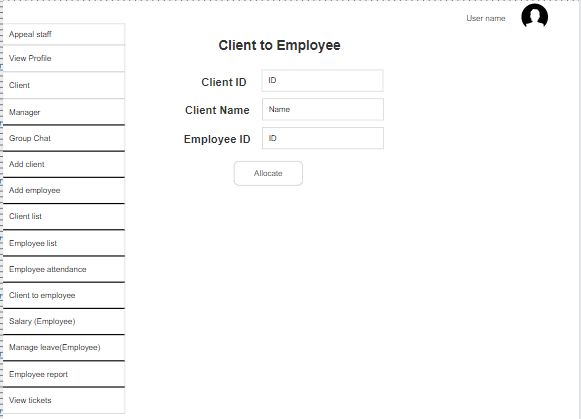 User name
Appeal staff
View Profile
Client
Manager
Group Chat
Add client
Add employee
Client list
Employee list
Employee attendance
Client to employee
Salary (Employee)
Manage leave(Employee)
Employee report
View tickets
Client to Employee
Client ID ID
Client Name Name
Employee ID ID
Allocate